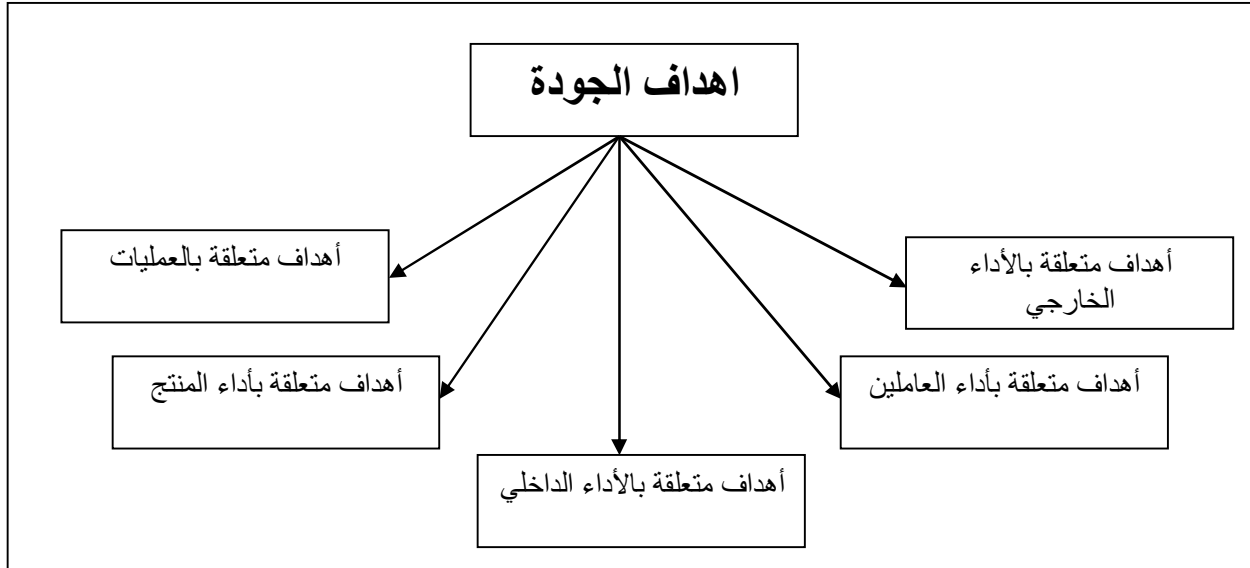 اهداف الجودة
أهداف متعلقة بالأداء
الخارجي
أهداف متعلقة بالعمليات
أهداف متعلقة بأداء العاملين
أهداف متعلقة بأداء المنتج
أهداف متعلقة بالأداء الداخلي